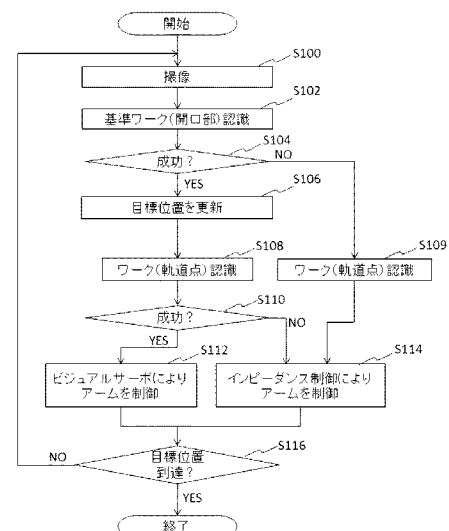 開始
S100
撮像
S102
基準ワーク(開口部)認識
S104
成功?
NO
YES
S106
目標位置を更新
S108
ワーク(軌道点)認識
S109
ワーク(軌道点)認識
S110
成功?
NO
YES
S112
ビジュアルサーボにより
アームを制御
S114
インピーダンス制御により
アームを制御
S116
目標位置
到達?
NO
YES
終了